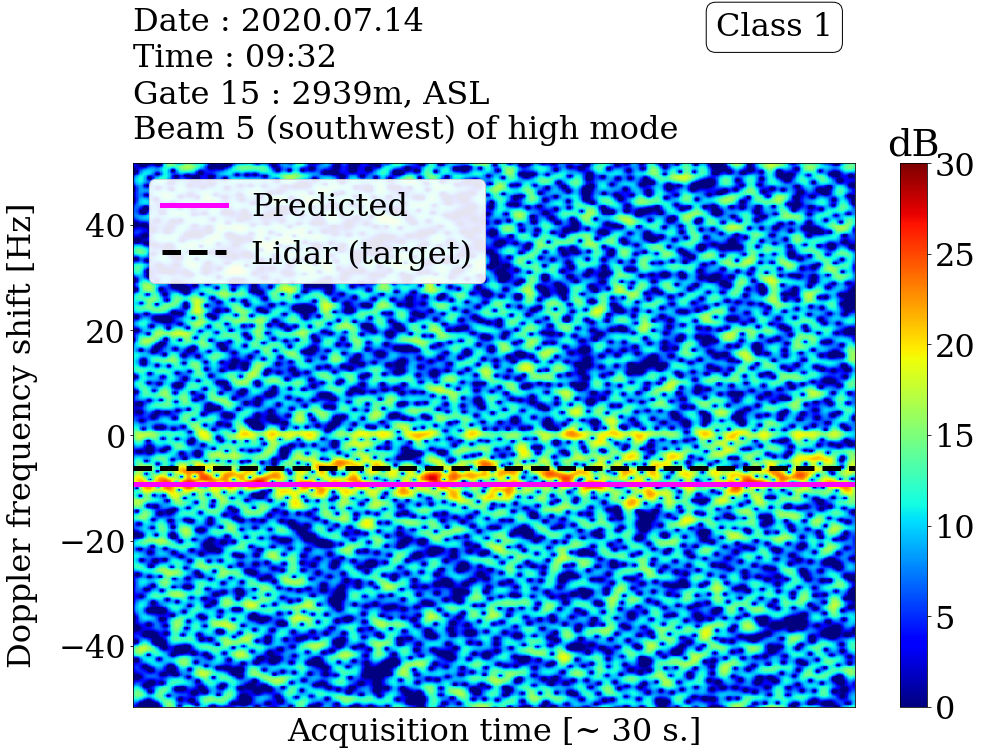 Date : 2020.07.14
Time : 09:32
Gate 15 : 2939m, ASL
Beam 5 (southwest) of high mode
Class 1
dB
Predicted
Lidar (target)
Doppler frequency shift [Hz]
40
20
0
−20
−40
30
25
20
15
10
5
0
Acquisition time [~ 30 s.]